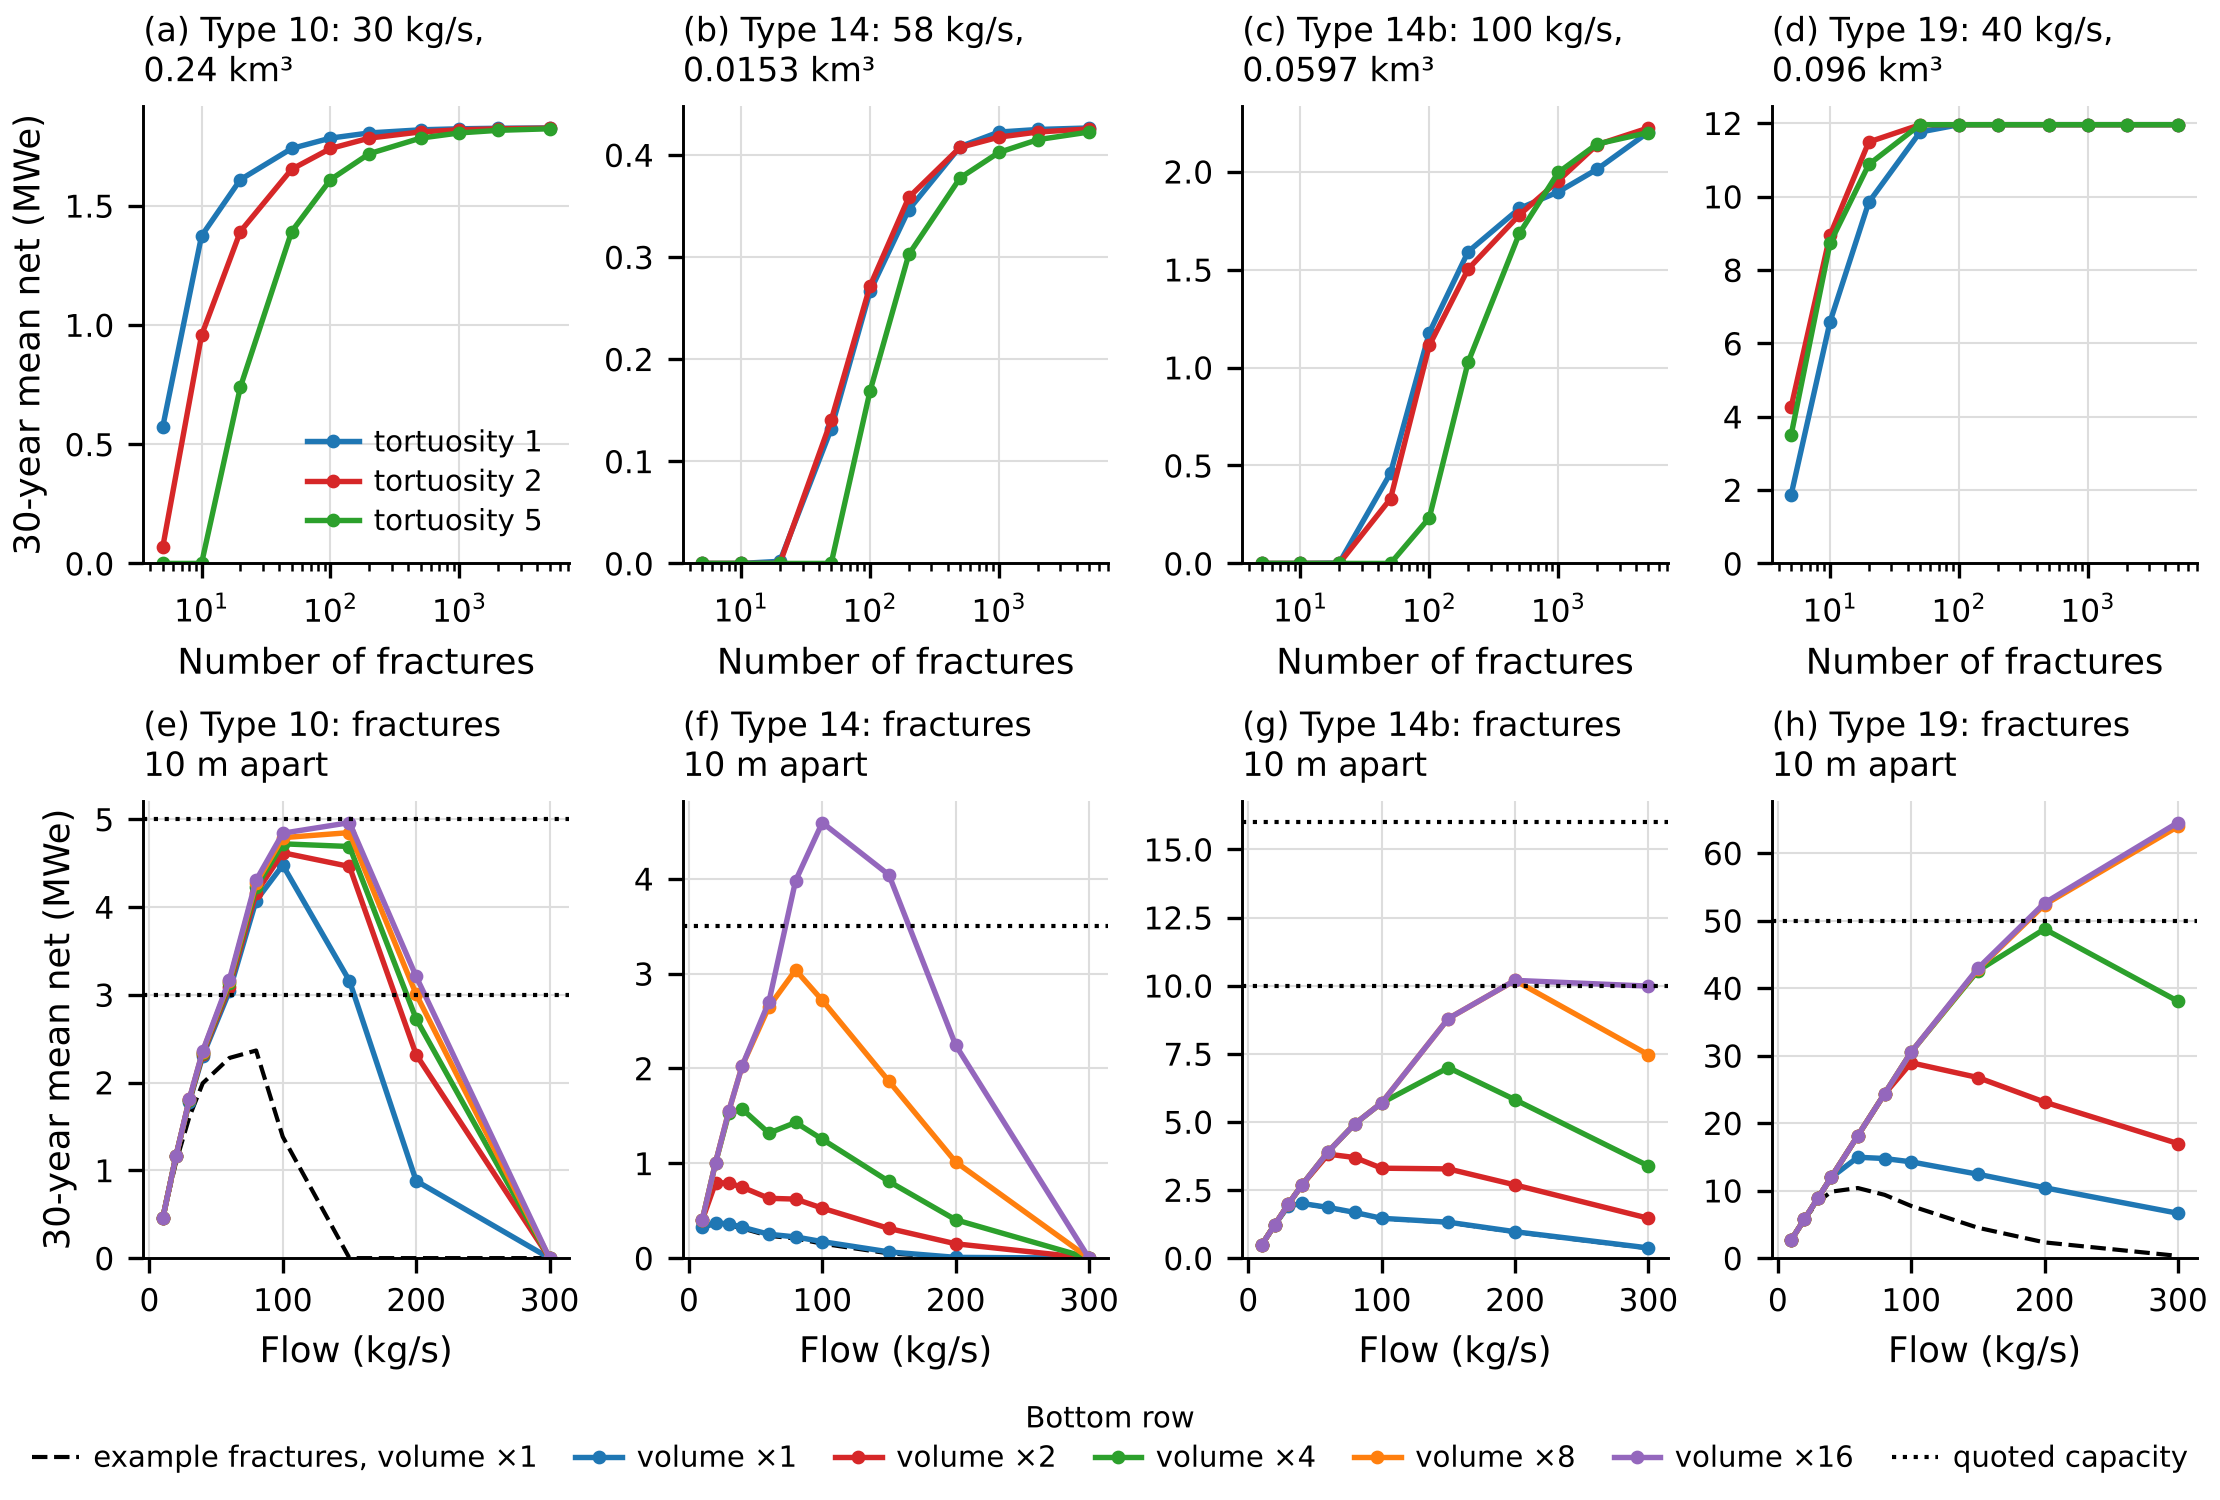 (a) Type 10: 30 kg/s,
0.24 km³
(b) Type 14: 58 kg/s,
0.0153 km³
(c) Type 14b: 100 kg/s,
0.0597 km³
(d) Type 19: 40 kg/s,
0.096 km³
30-year mean net (MWe)
1.5
1.0
0.5
0.0
tortuosity 1
tortuosity 2
tortuosity 5
10¹ 10² 10³
Number of fractures
0.4
0.3
0.2
0.1
0.0
10¹ 10² 10³
Number of fractures
2.0
1.5
1.0
0.5
0.0
10¹ 10² 10³
Number of fractures
12
10
8
6
4
2
0
10¹ 10² 10³
Number of fractures
(e) Type 10: fractures
10 m apart
(f) Type 14: fractures
10 m apart
(g) Type 14b: fractures
10 m apart
(h) Type 19: fractures
10 m apart
30-year mean net (MWe)
5
4
3
2
1
0
0 100 200 300
Flow (kg/s)
4
3
2
1
0
0 100 200 300
Flow (kg/s)
15.0
12.5
10.0
7.5
5.0
2.5
0.0
0 100 200 300
Flow (kg/s)
60
50
40
30
20
10
0
0 100 200 300
Flow (kg/s)
Bottom row
example fractures, volume ×1 volume ×1 volume ×2 volume ×4 volume ×8 volume ×16 quoted capacity